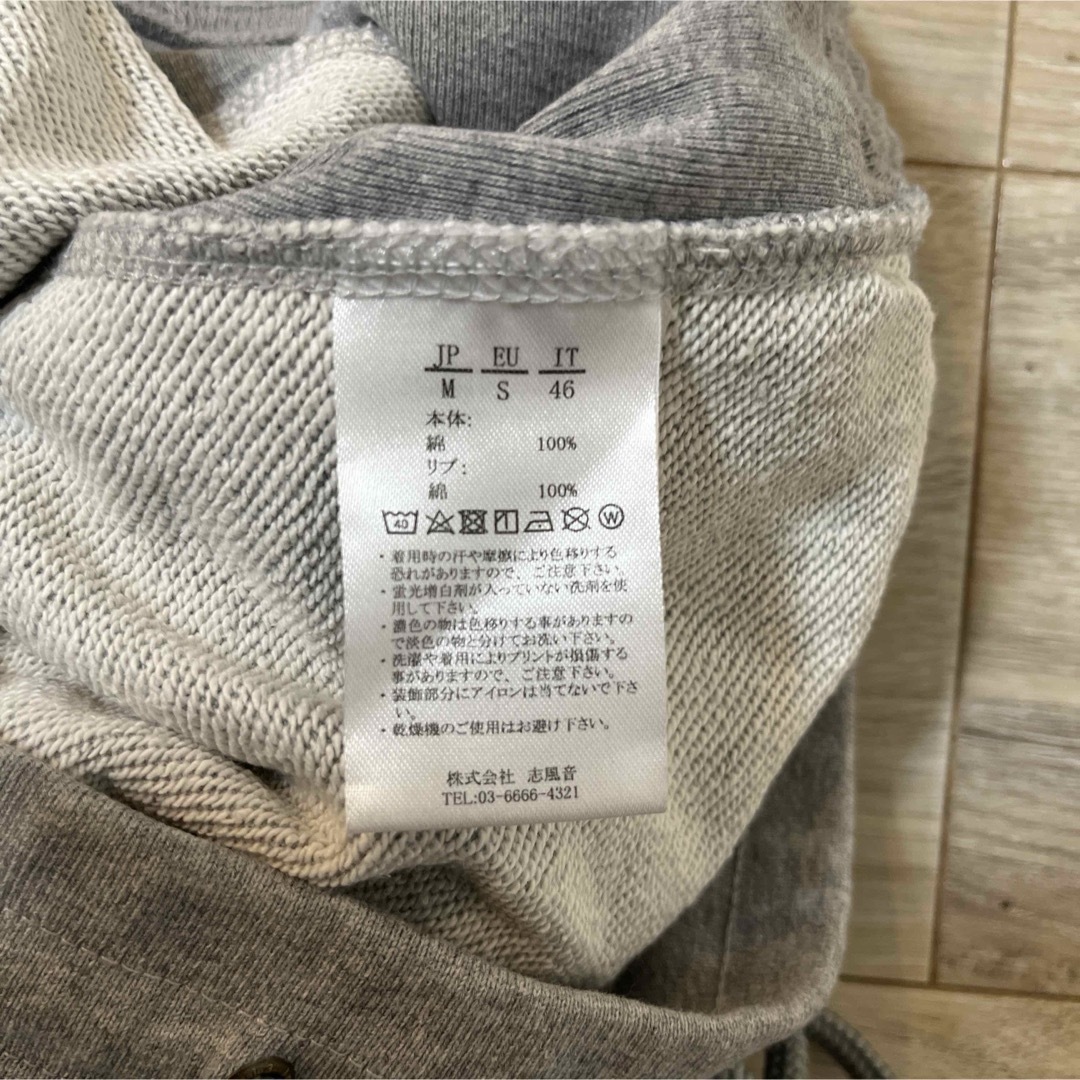 JP EU IT
M S 46
本体:
綿 100%
リブ:
綿 100%
40 W
・着用時の汗や摩擦により色移りする
恐れがありますので、ご注意下さい。
・蛍光増白剤が入っていない洗剤を使
用して下さい。
・濃色の物は色移りする事がありますの
で淡色の物と分けてお洗い下さい。
・洗濯や着用によりプリントが損傷する
事がありますので、ご注意下さい。
・装飾部分にアイロンは当てないで下さ
い。
・乾燥機のご使用はお避け下さい。
株式会社 志風音
TEL:03-6666-4321